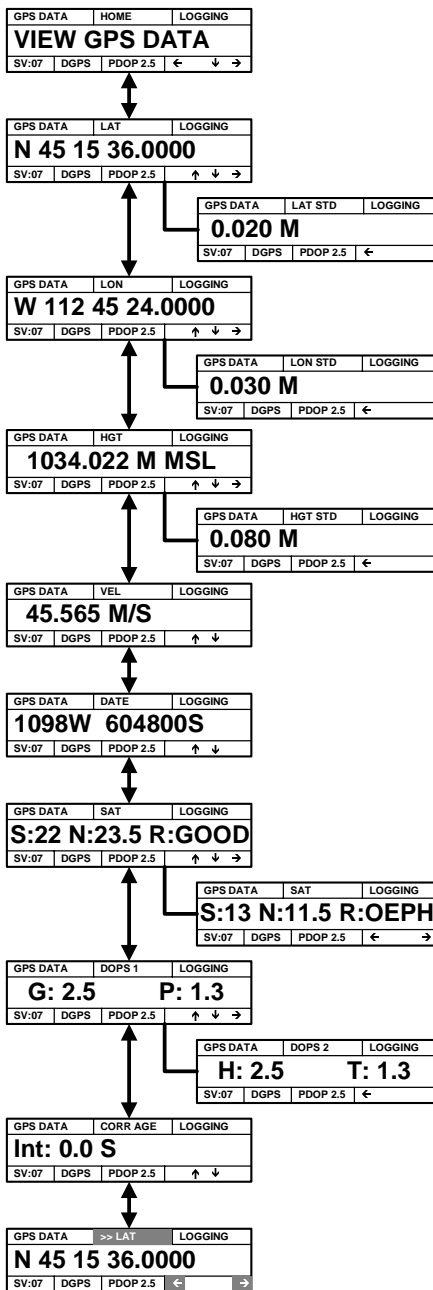 GPS DATA HOME LOGGING
VIEW GPS DATA
SV:07 DGPS PDOP 2.5 ← ↓ →
GPS DATA LAT LOGGING
N 45 15 36.0000
SV:07 DGPS PDOP 2.5 ↑ ↓ →
GPS DATA LAT STD LOGGING
0.020 M
SV:07 DGPS PDOP 2.5 ←
GPS DATA LON LOGGING
W 112 45 24.0000
SV:07 DGPS PDOP 2.5 ↑ ↓ →
GPS DATA LON STD LOGGING
0.030 M
SV:07 DGPS PDOP 2.5 ←
GPS DATA HGT LOGGING
1034.022 M MSL
SV:07 DGPS PDOP 2.5 ↑ ↓ →
GPS DATA HGT STD LOGGING
0.080 M
SV:07 DGPS PDOP 2.5 ←
GPS DATA VEL LOGGING
45.565 M/S
SV:07 DGPS PDOP 2.5 ↑ ↓
GPS DATA DATE LOGGING
1098W 604800S
SV:07 DGPS PDOP 2.5 ↑ ↓
GPS DATA SAT LOGGING
S:22 N:23.5 R:GOOD
SV:07 DGPS PDOP 2.5 ↑ ↓ →
GPS DATA SAT LOGGING
S:13 N:11.5 R:OEPH
SV:07 DGPS PDOP 2.5 ← →
GPS DATA DOPS 1 LOGGING
G: 2.5 P: 1.3
SV:07 DGPS PDOP 2.5 ↑ ↓ →
GPS DATA DOPS 2 LOGGING
H: 2.5 T: 1.3
SV:07 DGPS PDOP 2.5 ←
GPS DATA CORR AGE LOGGING
Int: 0.0 S
SV:07 DGPS PDOP 2.5 ↑ ↓
GPS DATA >> LAT LOGGING
N 45 15 36.0000
SV:07 DGPS PDOP 2.5 ← →